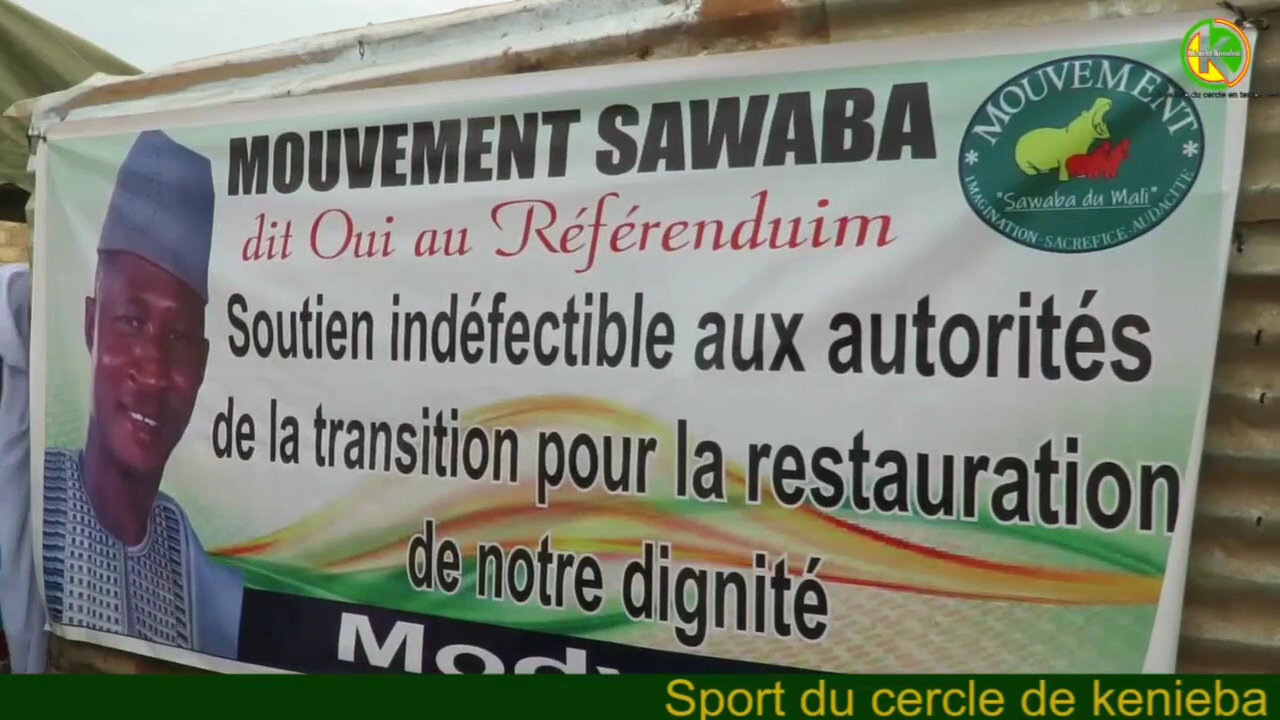 MOUVEMENT SAWABA
dit Oui au Référenduim
Soutien indéfectible aux autorités
de la transition pour la restauration
de notre dignité
MOUVEMENT
"Sawaba du Mali"
IMAGINATION-SACREFICE-AUDACITE
Sport du cercle de kenieba